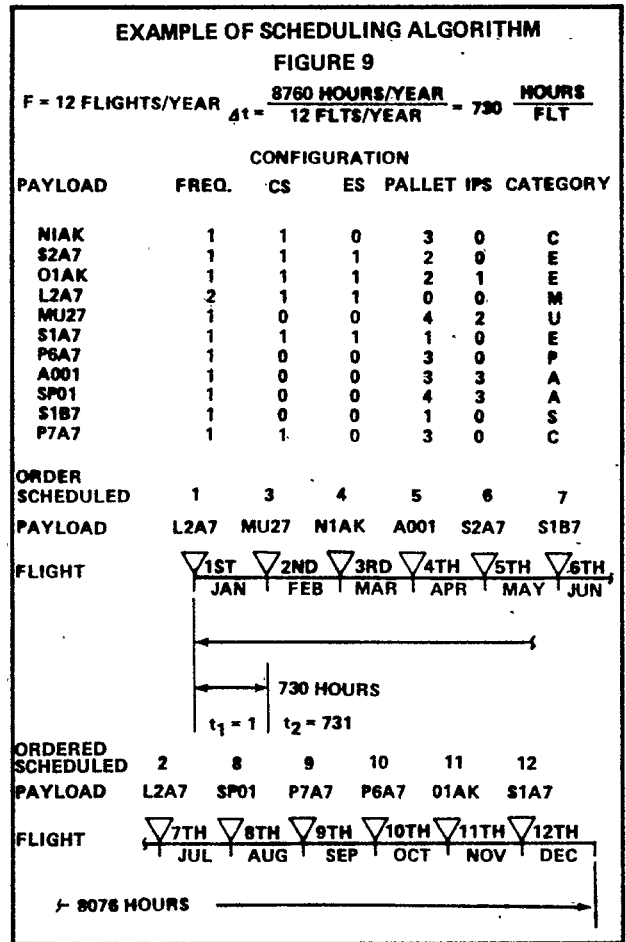 EXAMPLE OF SCHEDULING ALGORITHM
FIGURE 9
F = 12 FLIGHTS/YEAR Δt = 8760 HOURS/YEAR / 12 FLTS/YEAR = 730 HOURS / FLT
CONFIGURATION
PAYLOAD FREQ. CS ES PALLET IPS CATEGORY
NIAK 1 1 0 3 0 C
S2A7 1 1 1 2 0 E
O1AK 1 1 1 2 1 E
L2A7 2 1 1 0 0 M
MU27 1 0 0 4 2 U
S1A7 1 1 1 1 0 E
P6A7 1 0 0 3 0 P
A001 1 0 0 3 3 A
SP01 1 0 0 4 3 A
S1B7 1 0 0 1 0 S
P7A7 1 1 0 3 0 C
ORDER
SCHEDULED 1 3 4 5 6 7
PAYLOAD L2A7 MU27 N1AK A001 S2A7 S1B7
FLIGHT 1ST 2ND 3RD 4TH 5TH 6TH
JAN FEB MAR APR MAY JUN
730 HOURS
t₁ = 1 t₂ = 731
ORDERED
SCHEDULED 2 8 9 10 11 12
PAYLOAD L2A7 SP01 P7A7 P6A7 01AK S1A7
FLIGHT 7TH 8TH 9TH 10TH 11TH 12TH
JUL AUG SEP OCT NOV DEC
8076 HOURS